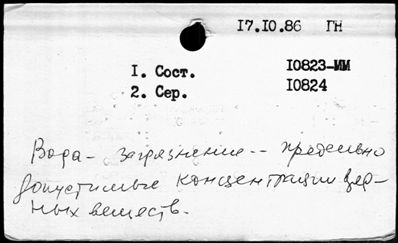 17.10.86 ГН
1. Сост. 10823-ММ
2. Сер. 10824
Вода - загрязнение -- предельно
допустимые концентрации вред-
ных веществ.